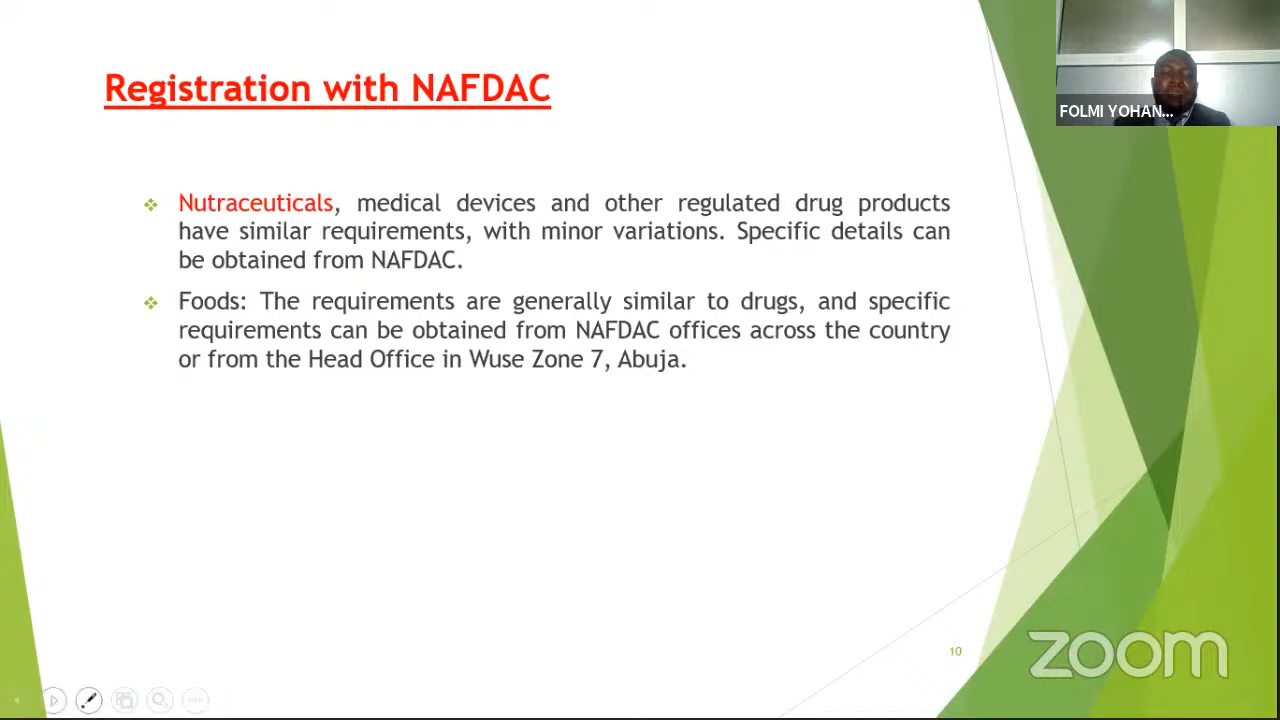 Registration with NAFDAC
FOLMI YOHAN...
Nutraceuticals, medical devices and other regulated drug products
have similar requirements, with minor variations. Specific details can
be obtained from NAFDAC.
Foods: The requirements are generally similar to drugs, and specific
requirements can be obtained from NAFDAC offices across the country
or from the Head Office in Wuse Zone 7, Abuja.
10
zoom